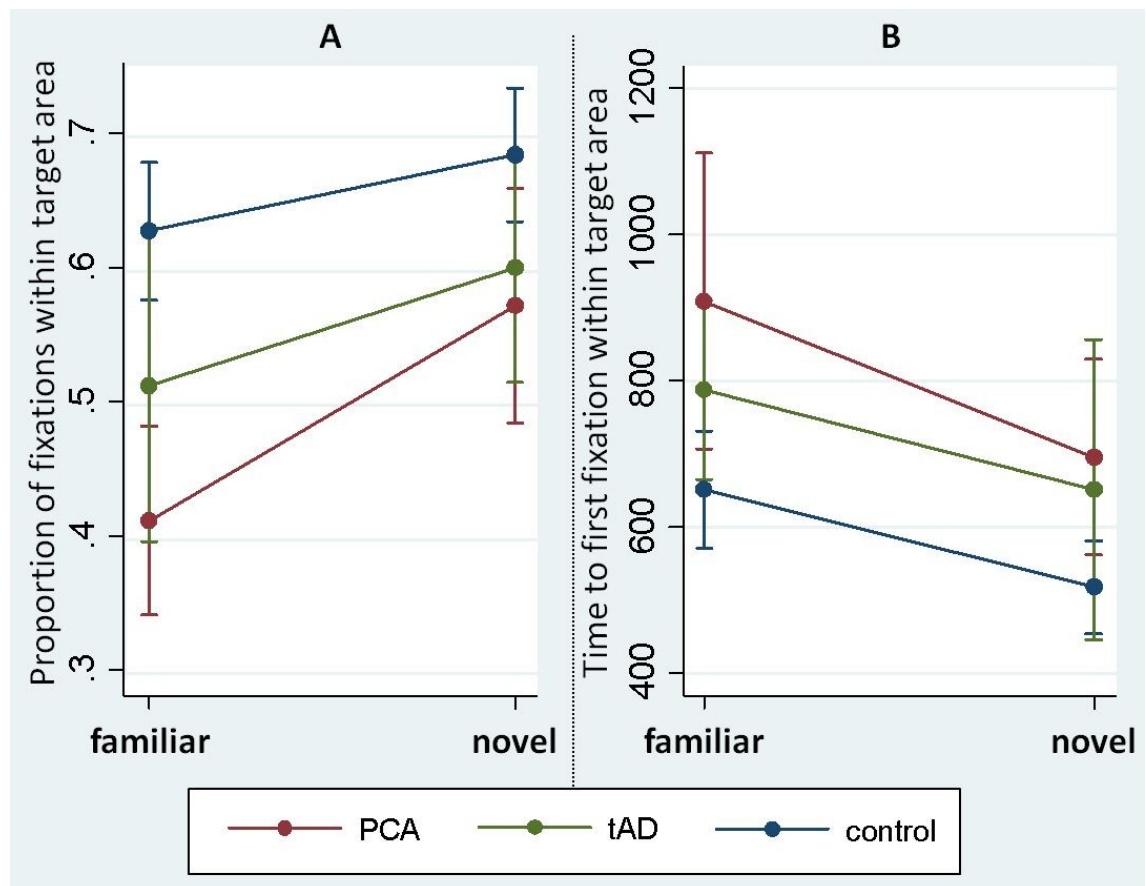 A
Proportion of fixations within target area
.7
.6
.5
.4
.3
familiar
novel
B
Time to first fixation within target area
1200
1000
800
600
400
familiar
novel
PCA
tAD
control